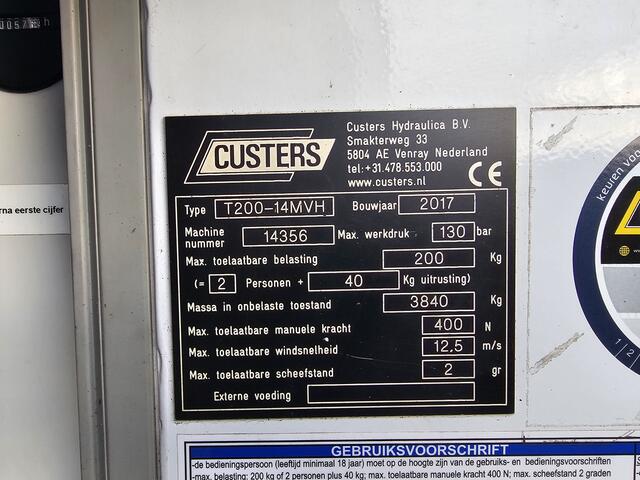 h
rna eerste cijfer
CUSTERS
Custers Hydraulica B.V.
Smakterweg 33
5804 AE Venray Nederland
tel:+31.478.553.000
www.custers.nl
CE
Type T200-14MVH Bouwjaar 2017
Machine nummer 14356 Max. werkdruk 130 bar
Max. toelaatbare belasting 200 Kg
(= 2 Personen + 40 Kg uitrusting)
Massa in onbelaste toestand 3840 Kg
Max. toelaatbare manuele kracht 400 N
Max. toelaatbare windsnelheid 12,5 m/s
Max. toelaatbare scheefstand 2 gr
Externe voeding
keuren voo
1 2
GEBRUIKSVOORSCHRIFT
-de bedieningspersoon (leeftijd minimaal 18 jaar) moet op de hoogte zijn van de gebruiks- en bedieningsvoorschriften
-max. belasting: 200 kg of 2 personen plus 40 kg; max. toelaatbare manuele kracht 400 N; max. scheefstand 2 graden